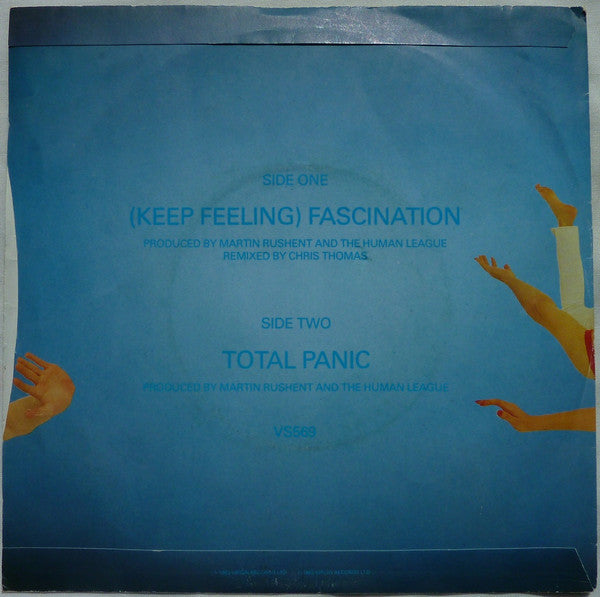 SIDE ONE
(KEEP FEELING) FASCINATION
PRODUCED BY MARTIN RUSHENT AND THE HUMAN LEAGUE
REMIXED BY CHRIS THOMAS
SIDE TWO
TOTAL PANIC
PRODUCED BY MARTIN RUSHENT AND THE HUMAN LEAGUE
VS569